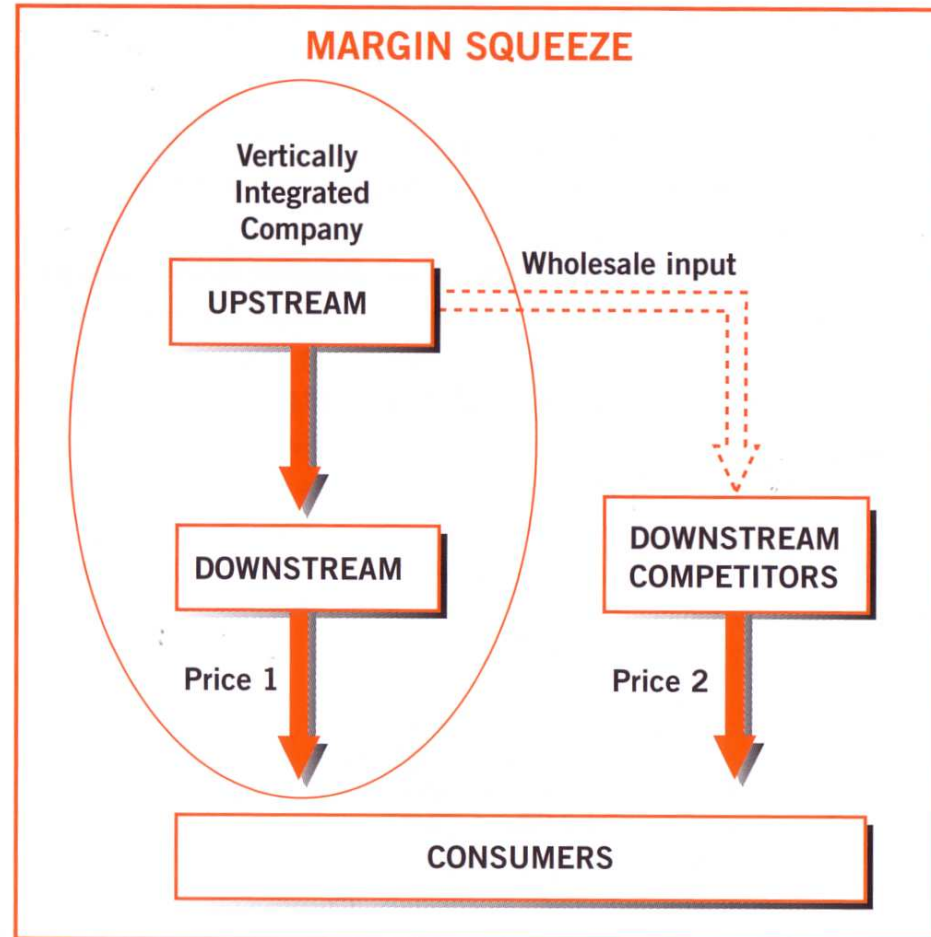 MARGIN SQUEEZE
Vertically
Integrated
Company
Wholesale input
UPSTREAM
DOWNSTREAM
DOWNSTREAM
COMPETITORS
Price 1
Price 2
CONSUMERS